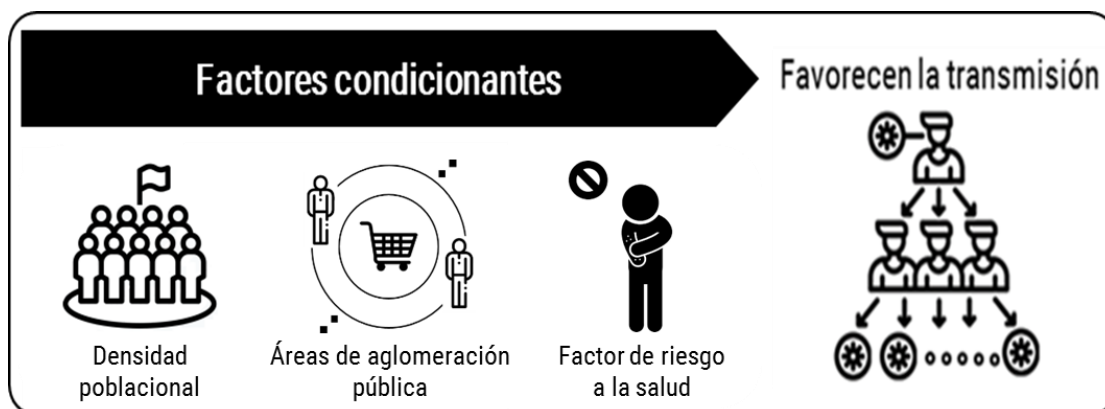 Factores condicionantes
Favorecen la transmisión
Densidad
poblacional
Áreas de aglomeración
pública
Factor de riesgo
a la salud